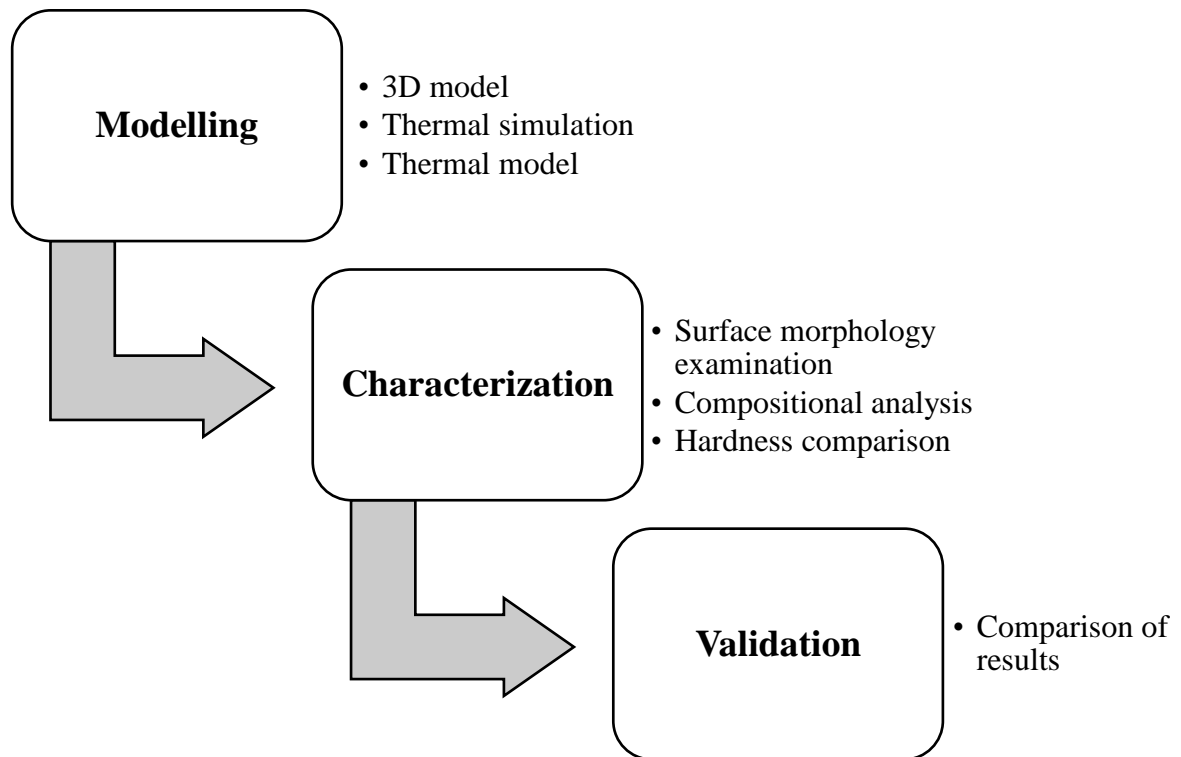 Modelling
• 3D model
• Thermal simulation
• Thermal model
Characterization
• Surface morphology
examination
• Compositional analysis
• Hardness comparison
Validation
• Comparison of
results